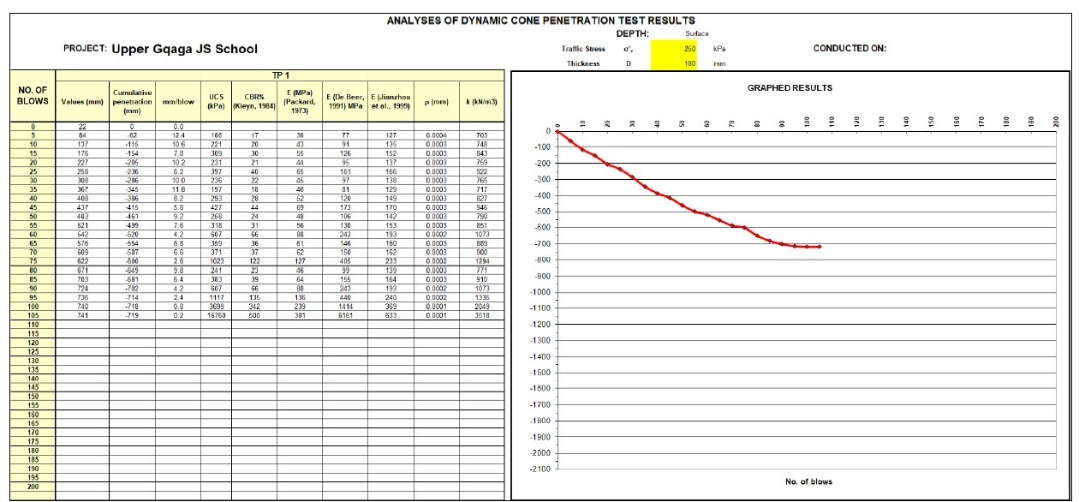 ANALYSES OF DYNAMIC CONE PENETRATION TEST RESULTS
DEPTH: Surface
PROJECT: Upper Gqaga JS School
Traffic Stress σ', 250 kPa
CONDUCTED ON:
Thickness D 180 mm
TP 1
NO. OF BLOWS Values (mm) Cumulative penetration (mm) mm/blow UCS (kPa) CBR% (Kleyn, 1984) E (MPa) (Packard, 1973) E (De Beer, 1991) MPa E (Jianzhou et al., 1999) ρ (mm) k (kN/m3)
0 22 0 0.0
5 84 -62 12.4 186 17 38 77 127 0.0004 703
10 137 -115 10.6 221 20 43 91 135 0.0003 748
15 176 -154 7.8 309 30 55 126 152 0.0003 843
20 227 -205 10.2 231 21 44 95 137 0.0003 759
25 258 -236 6.2 397 40 65 161 166 0.0003 922
30 308 -286 10.0 236 22 45 97 138 0.0003 765
35 367 -345 11.8 197 18 40 81 129 0.0003 717
40 408 -386 8.2 293 28 52 120 149 0.0003 827
45 437 -415 5.8 427 44 69 173 170 0.0003 946
50 483 -461 9.2 258 24 48 106 142 0.0003 790
55 521 -499 7.6 318 31 56 130 153 0.0003 851
60 542 -520 4.2 607 66 88 243 193 0.0002 1073
65 576 -554 6.8 359 36 61 146 160 0.0003 889
70 609 -587 6.6 371 37 62 150 162 0.0003 900
75 622 -600 2.6 1023 122 127 405 233 0.0002 1294
80 671 -649 9.8 241 23 46 99 139 0.0003 771
85 703 -681 6.4 383 39 64 155 164 0.0003 910
90 724 -702 4.2 607 66 88 243 193 0.0002 1073
95 736 -714 2.4 1117 135 136 440 240 0.0002 1335
100 740 -718 0.8 3699 342 239 1414 369 0.0001 2049
105 741 -719 0.2 16760 500 301 6161 633 0.0001 3518
110
115
120
125
130
135
140
145
150
155
160
165
170
175
180
185
190
195
200
GRAPHED RESULTS
0 10 20 30 40 50 60 70 80 90 100 110 120 130 140 150 160 170 180 190 200
0
-100
-200
-300
-400
-500
-600
-700
-800
-900
-1000
-1100
-1200
-1300
-1400
-1500
-1600
-1700
-1800
-1900
-2000
-2100
No. of blows